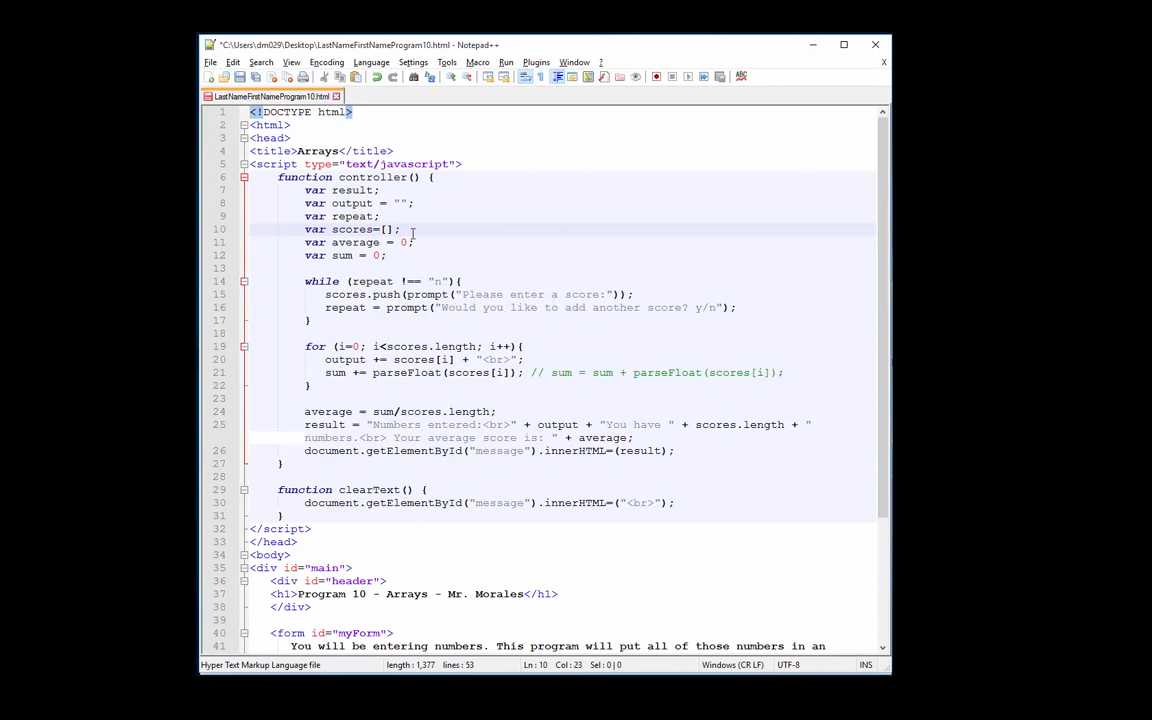 *C:\Users\dm029\Desktop\LastNameFirstNameProgram10.html - Notepad++
File Edit Search View Encoding Language Settings Tools Macro Run Plugins Window ? X
LastNameFirstNameProgram10.html
1 <!DOCTYPE html>
2 <html>
3 <head>
4 <title>Arrays</title>
5 <script type="text/javascript">
6 function controller() {
7 var result;
8 var output = "";
9 var repeat;
10 var scores=[];
11 var average = 0;
12 var sum = 0;
13
14 while (repeat !== "n"){
15 scores.push(prompt("Please enter a score:"));
16 repeat = prompt("Would you like to add another score? y/n");
17 }
18
19 for (i=0; i<scores.length; i++){
20 output += scores[i] + "<br>";
21 sum += parseFloat(scores[i]); // sum = sum + parseFloat(scores[i]);
22 }
23
24 average = sum/scores.length;
25 result = "Numbers entered:<br>" + output + "You have " + scores.length + "
numbers.<br> Your average score is: " + average;
26 document.getElementById("message").innerHTML=(result);
27 }
28
29 function clearText() {
30 document.getElementById("message").innerHTML=("<br>");
31 }
32 </script>
33 </head>
34 <body>
35 <div id="main">
36 <div id="header">
37 <h1>Program 10 - Arrays - Mr. Morales</h1>
38 </div>
39
40 <form id="myForm">
41 You will be entering numbers. This program will put all of those numbers in an
Hyper Text Markup Language file length : 1,377 lines : 53 Ln : 10 Col : 23 Sel : 0 | 0 Windows (CR LF) UTF-8 INS